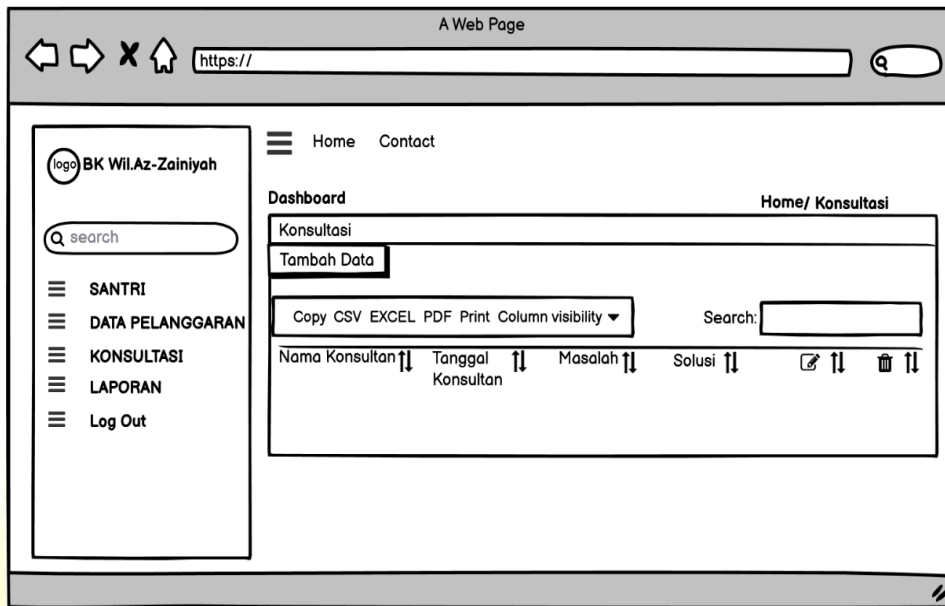 A Web Page
https://
logo BK Wil.Az-Zainiyah
search
SANTRI
DATA PELANGGARAN
KONSULTASI
LAPORAN
Log Out
Home Contact
Dashboard
Home/ Konsultasi
Konsultasi
Tambah Data
Copy CSV EXCEL PDF Print Column visibility
Search:
Nama Konsultan Tanggal Masalah Solusi
Konsultan